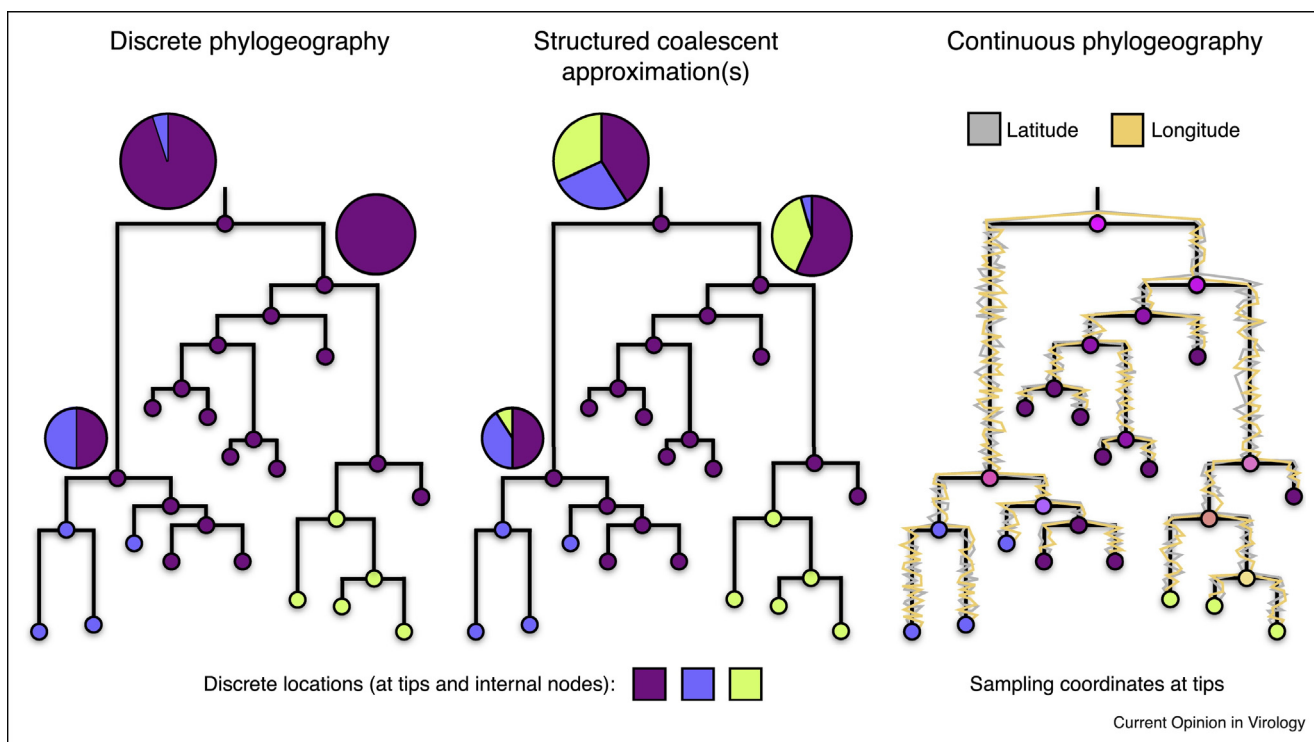 Discrete phylogeography
Structured coalescent
approximation(s)
Continuous phylogeography
Latitude
Longitude
Discrete locations (at tips and internal nodes):
Sampling coordinates at tips
Current Opinion in Virology